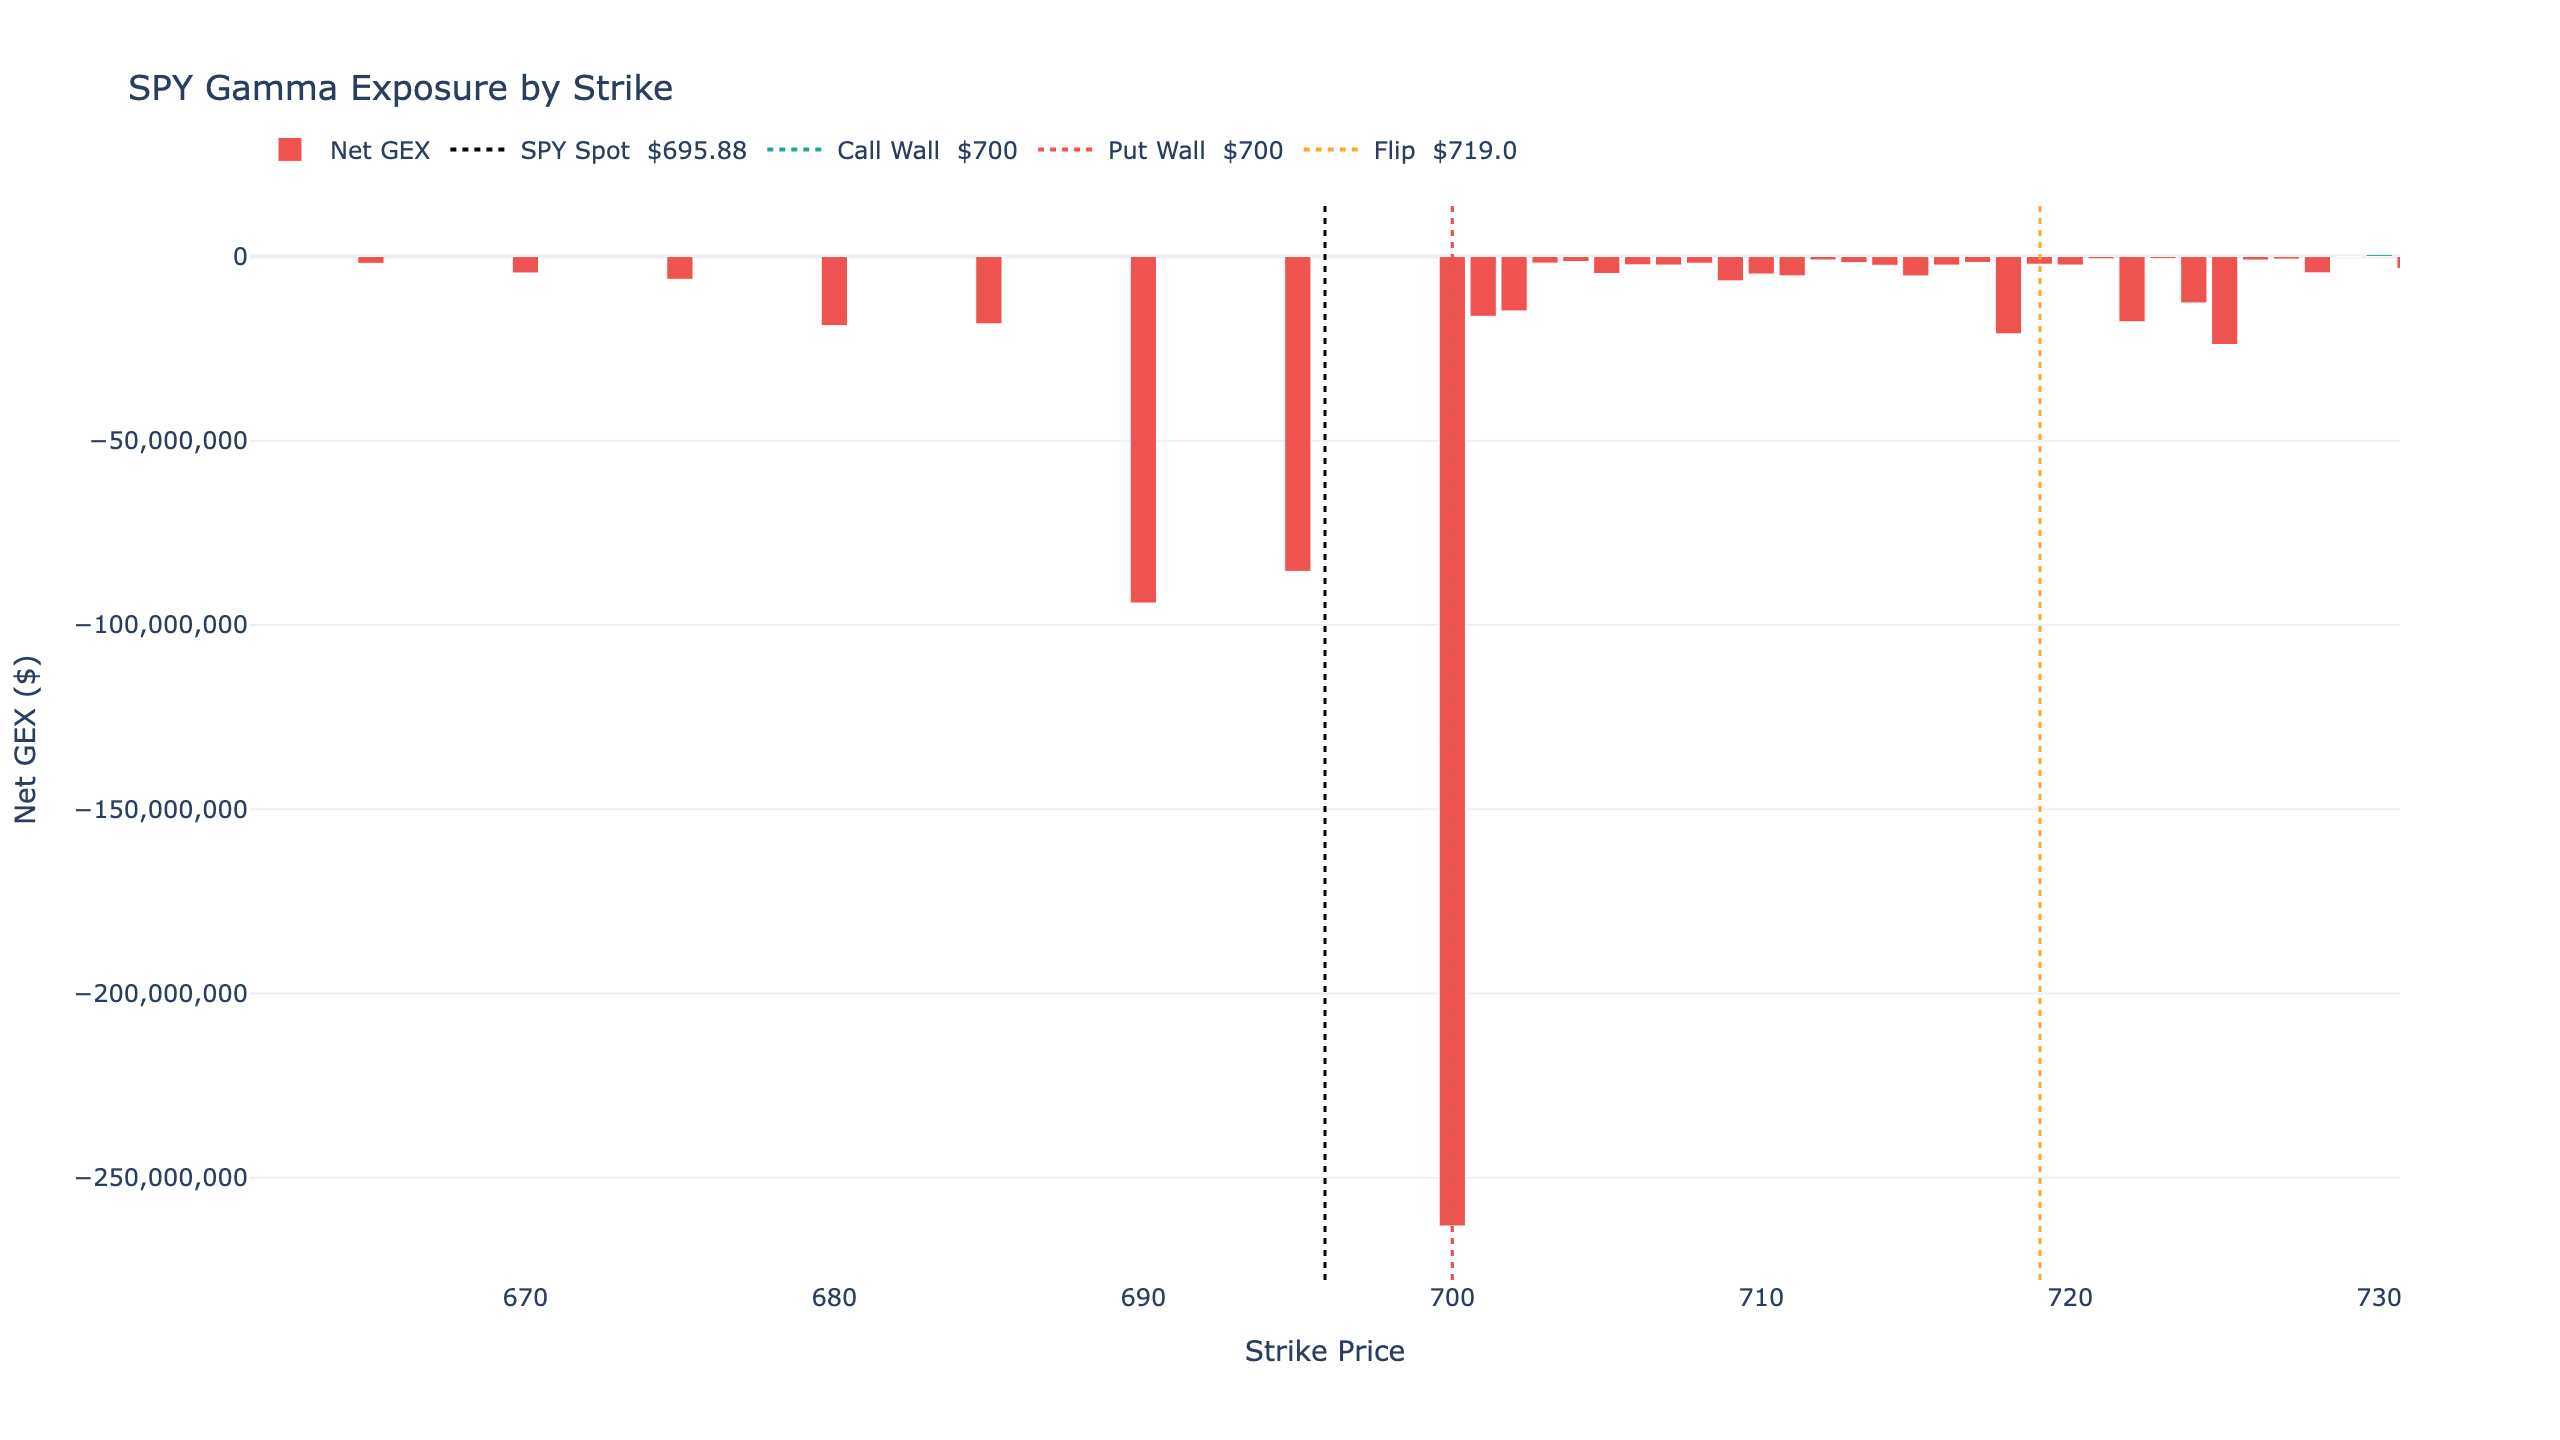 SPY Gamma Exposure by Strike
Net GEX SPY Spot $695.88 Call Wall $700 Put Wall $700 Flip $719.0
0
−50,000,000
−100,000,000
−150,000,000
−200,000,000
−250,000,000
Net GEX ($)
670 680 690 700 710 720 730
Strike Price